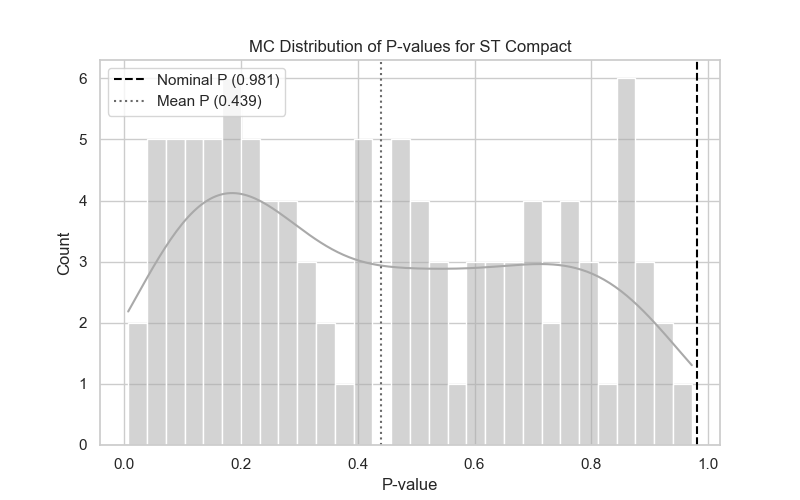 MC Distribution of P-values for ST Compact
Nominal P (0.981)
Mean P (0.439)
6
5
4
3
2
1
0
Count
0.0 0.2 0.4 0.6 0.8 1.0
P-value